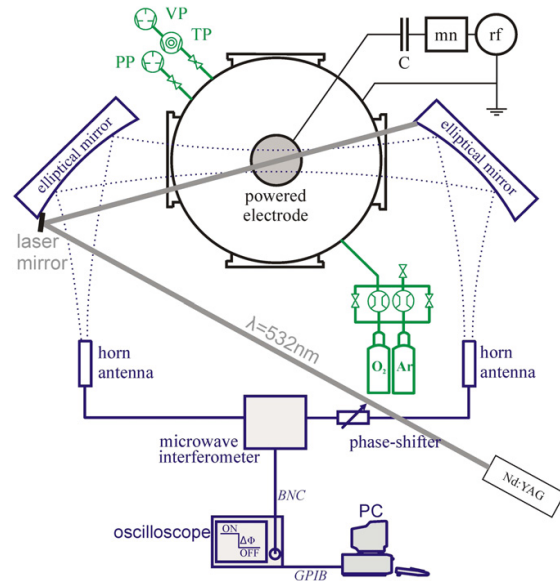 VP
TP
PP
C
mn
rf
elliptical mirror
elliptical mirror
powered
electrode
laser
mirror
λ=532nm
O₂
Ar
horn
antenna
horn
antenna
microwave
interferometer
phase-shifter
Nd:YAG
BNC
oscilloscope
ON
ΔΦ
OFF
PC
GPIB